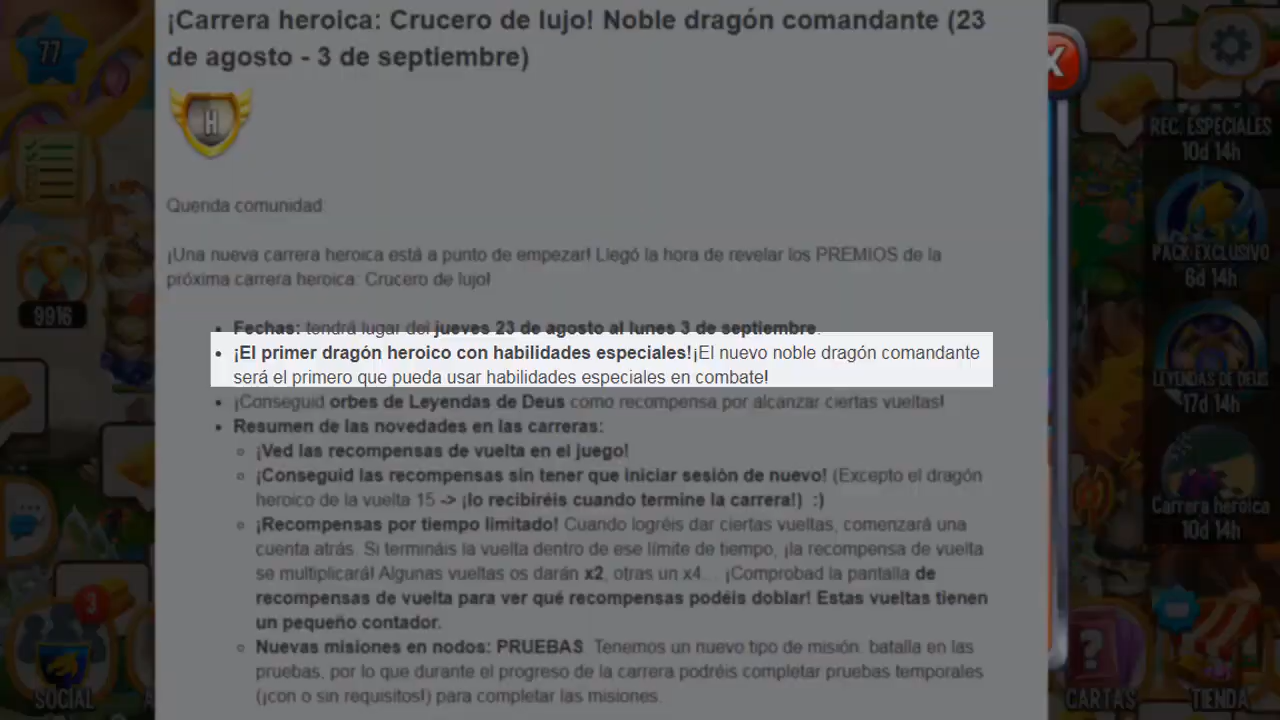 ¡Carrera heroica: Crucero de lujo! Noble dragón comandante (23
de agosto - 3 de septiembre)
77
H
REC. ESPECIALES
10d 14h
Querida comunidad
¡Una nueva carrera heroica está a punto de empezar! Llegó la hora de revelar los PREMIOS de la
próxima carrera heroica: Crucero de lujo!
PACK EXCLUSIVO
6d 14h
9916
Fechas: tendrá lugar del jueves 23 de agosto al lunes 3 de septiembre.
¡El primer dragón heroico con habilidades especiales!¡El nuevo noble dragón comandante
será el primero que pueda usar habilidades especiales en combate!
LEYENDAS DE DEUS
17d 14h
¡Conseguid orbes de Leyendas de Deus como recompensa por alcanzar ciertas vueltas!
Resumen de las novedades en las carreras:
¡Ved las recompensas de vuelta en el juego!
¡Conseguid las recompensas sin tener que iniciar sesión de nuevo! (Excepto el dragón
heroico de la vuelta 15 -> ¡lo recibiréis cuando termine la carrera!) :)
Carrera heroica
10d 14h
¡Recompensas por tiempo limitado! Cuando logréis dar ciertas vueltas, comenzará una
cuenta atrás. Si termináis la vuelta dentro de ese límite de tiempo, ¡la recompensa de vuelta
se multiplicará! Algunas vueltas os darán x2, otras un x4... ¡Comprobad la pantalla de
recompensas de vuelta para ver qué recompensas podéis doblar! Estas vueltas tienen
un pequeño contador.
Nuevas misiones en nodos: PRUEBAS. Tenemos un nuevo tipo de misión: batalla en las
pruebas, por lo que durante el progreso de la carrera podréis completar pruebas temporales
(¡con o sin requisitos!) para completar las misiones.
3
SOCIAL
?
CARTAS
TIENDA
X